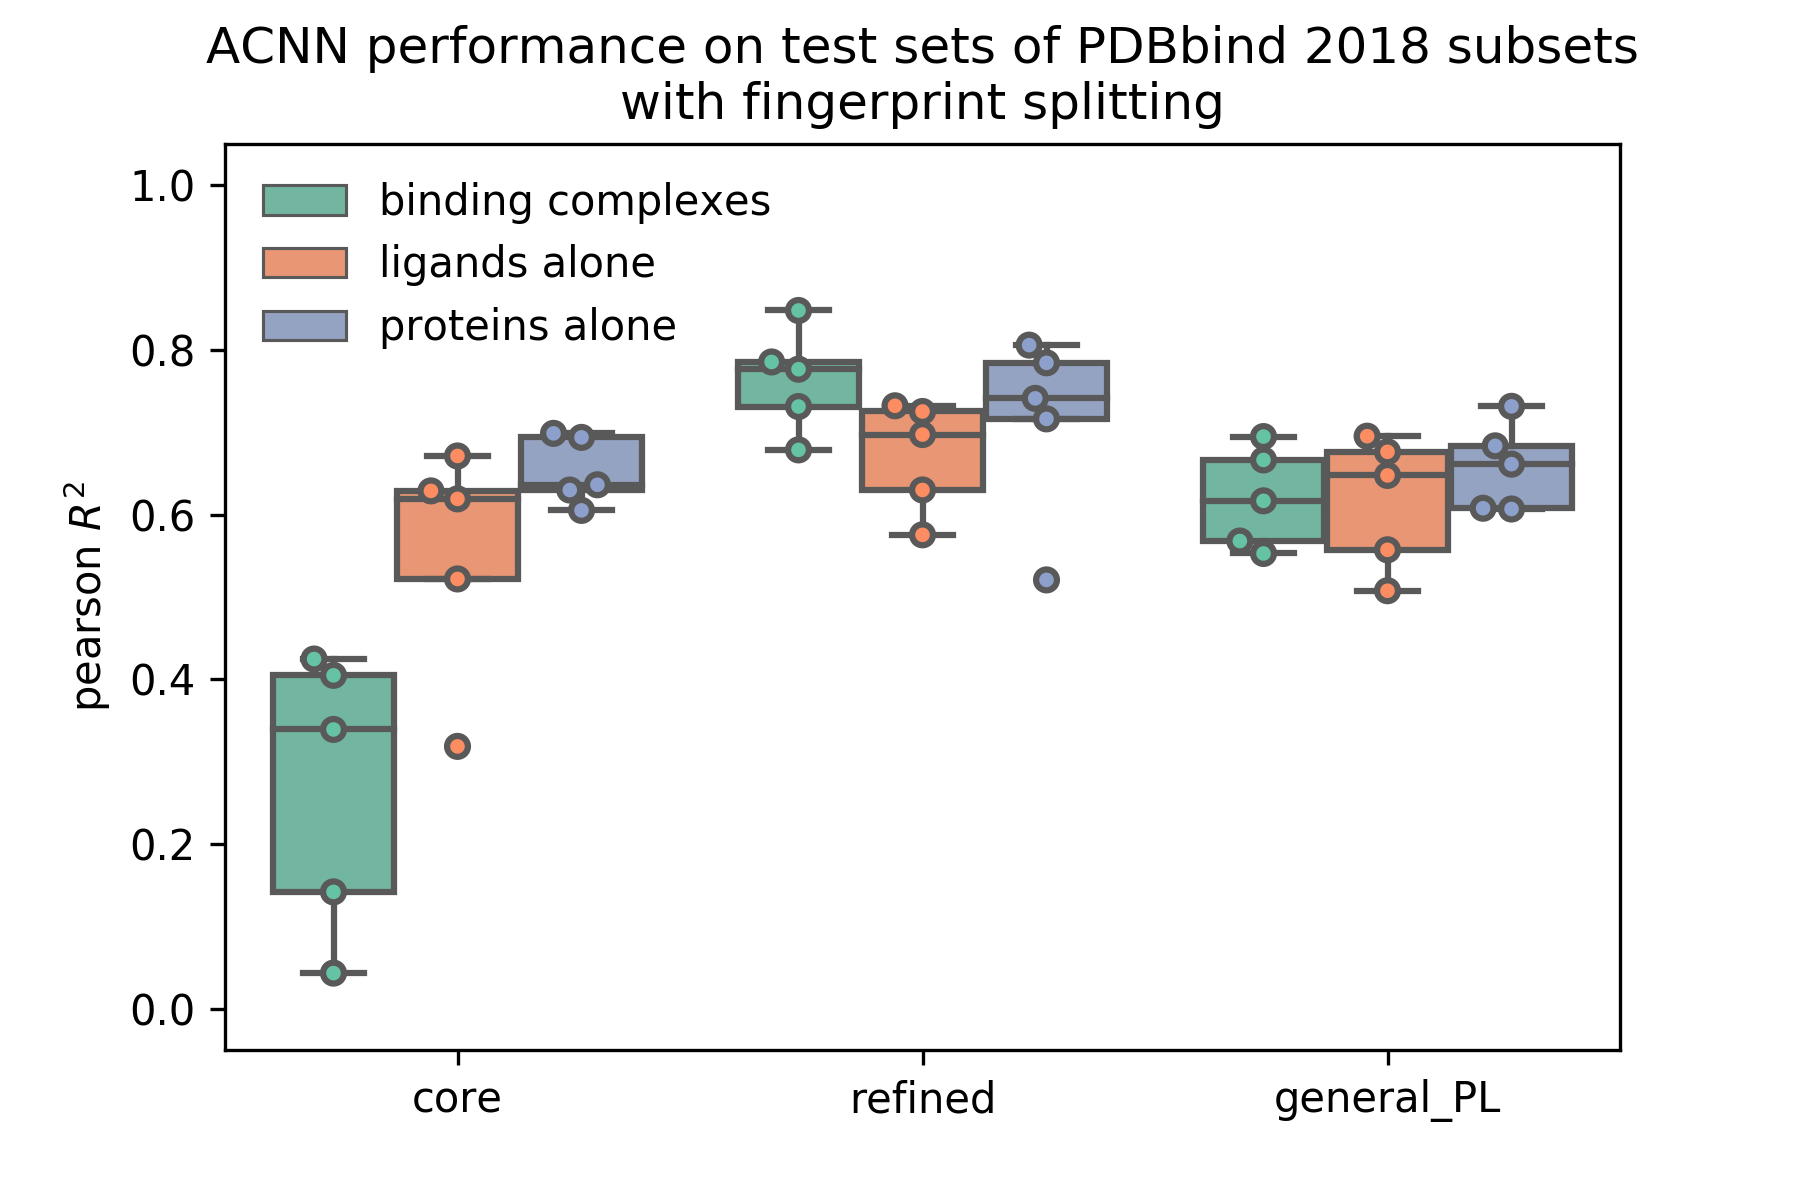 ACNN performance on test sets of PDBbind 2018 subsets
with fingerprint splitting
1.0
0.8
0.6
0.4
0.2
0.0
pearson R²
binding complexes
ligands alone
proteins alone
core
refined
general_PL